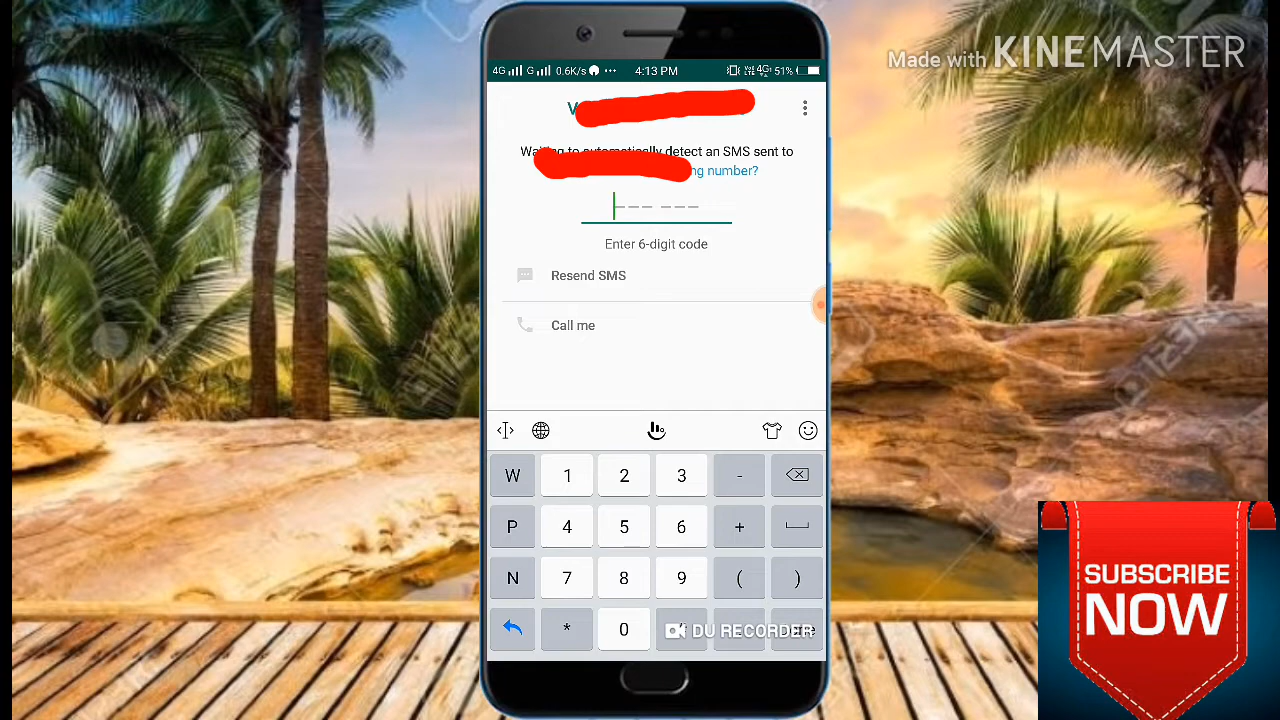 Made with KINEMASTER
4G G 0.6K/s 4:13 PM 4G 51%
V
Waiting to automatically detect an SMS sent to
ng number?
Enter 6-digit code
Resend SMS
Call me
W 1 2 3 -
P 4 5 6 +
N 7 8 9 ( )
* 0
DU RECORDER
SUBSCRIBE
NOW